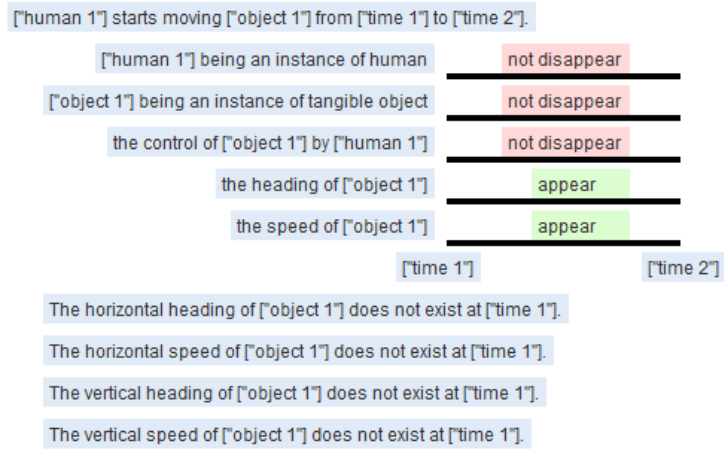 ["human 1"] starts moving ["object 1"] from ["time 1"] to ["time 2"].
["human 1"] being an instance of human not disappear
["object 1"] being an instance of tangible object not disappear
the control of ["object 1"] by ["human 1"] not disappear
the heading of ["object 1"] appear
the speed of ["object 1"] appear
["time 1"] ["time 2"]
The horizontal heading of ["object 1"] does not exist at ["time 1"].
The horizontal speed of ["object 1"] does not exist at ["time 1"].
The vertical heading of ["object 1"] does not exist at ["time 1"].
The vertical speed of ["object 1"] does not exist at ["time 1"].